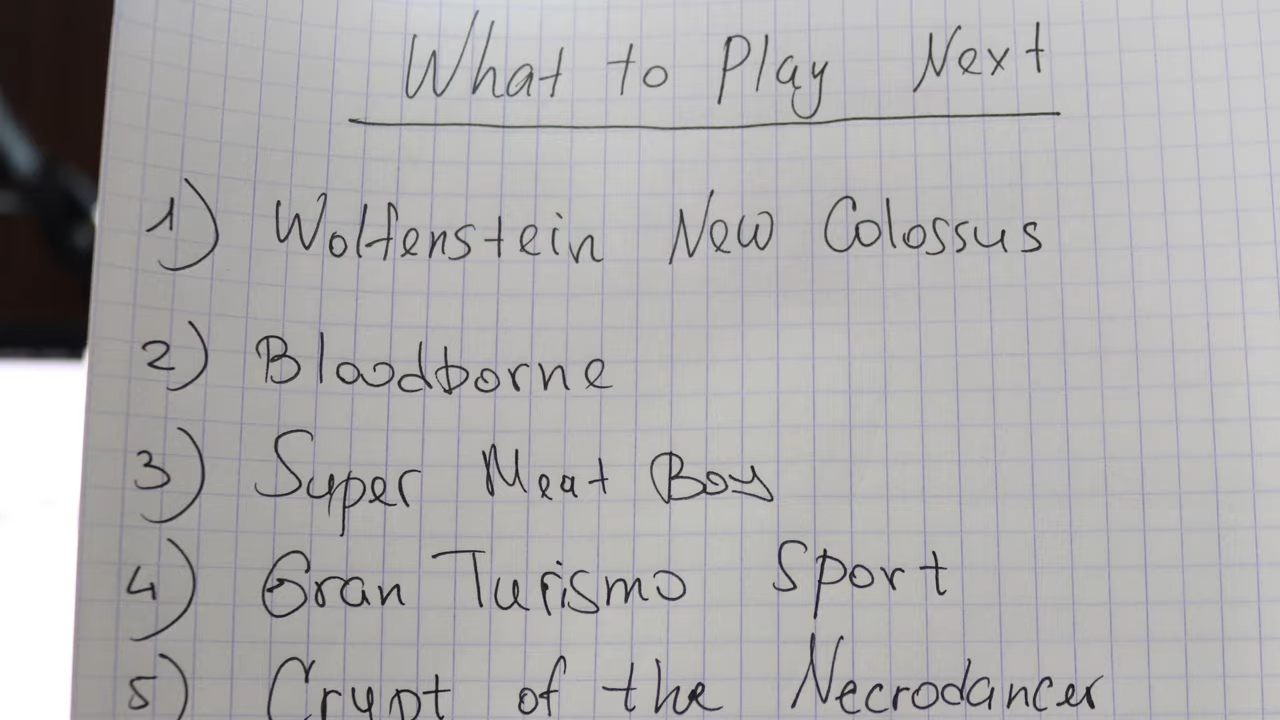 What to Play Next
1) Wolfenstein New Colossus
2) Bloodborne
3) Super Meat Boy
4) Gran Turismo Sport
5) Crypt of the Necrodancer